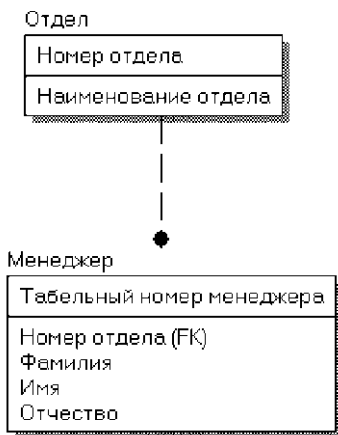 Отдел
Номер отдела
Наименование отдела
Менеджер
Табельный номер менеджера
Номер отдела (FK)
Фамилия
Имя
Отчество